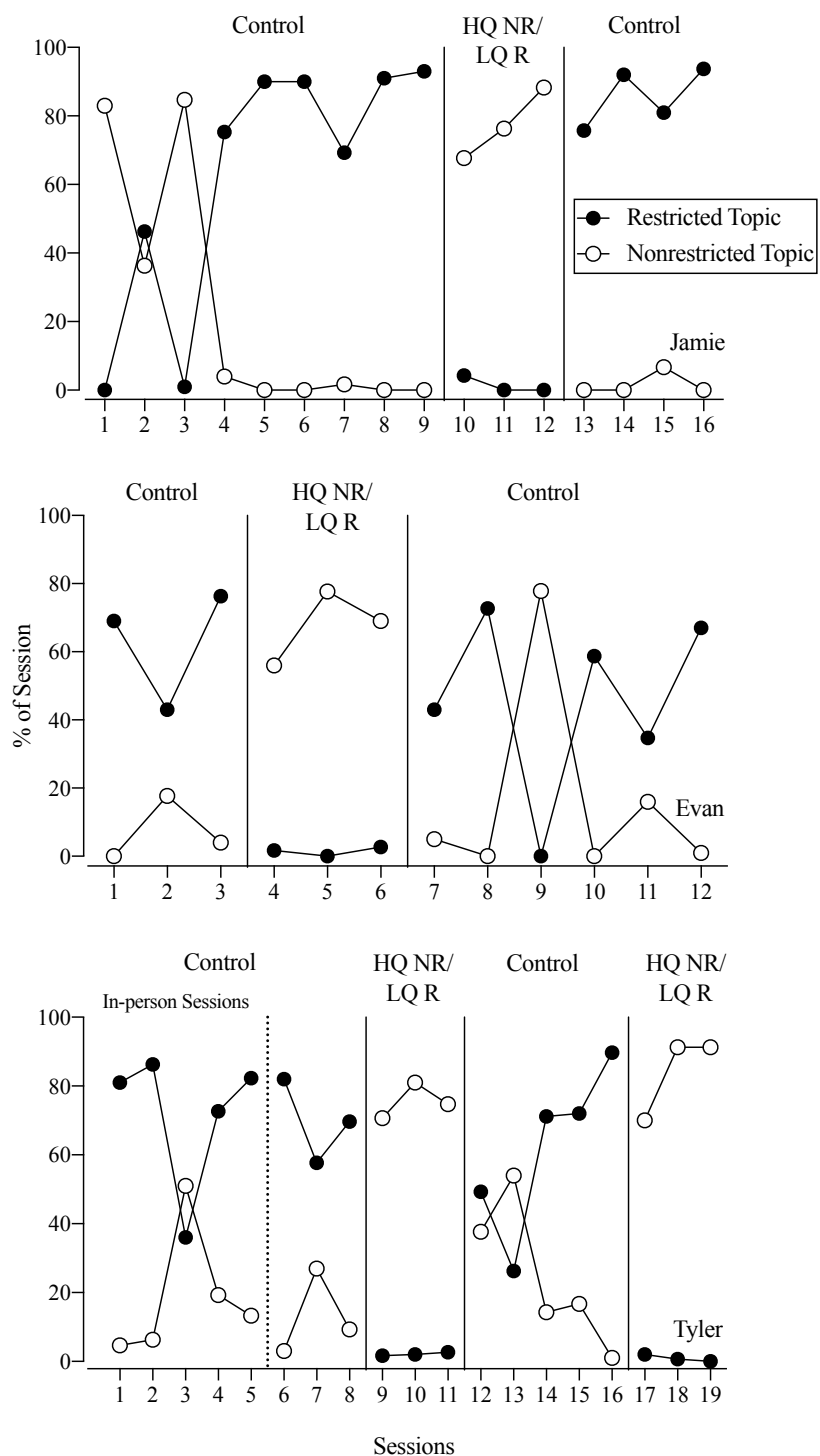 Control HQ NR/ Control
LQ R
100
80
60
40
20
0
Restricted Topic
Nonrestricted Topic
Jamie
1 2 3 4 5 6 7 8 9 10 11 12 13 14 15 16
Control HQ NR/ Control
LQ R
100
80
60
40
20
0
% of Session
Evan
1 2 3 4 5 6 7 8 9 10 11 12
Control HQ NR/ Control HQ NR/
LQ R LQ R
In-person Sessions
100
80
60
40
20
0
Tyler
1 2 3 4 5 6 7 8 9 10 11 12 13 14 15 16 17 18 19
Sessions